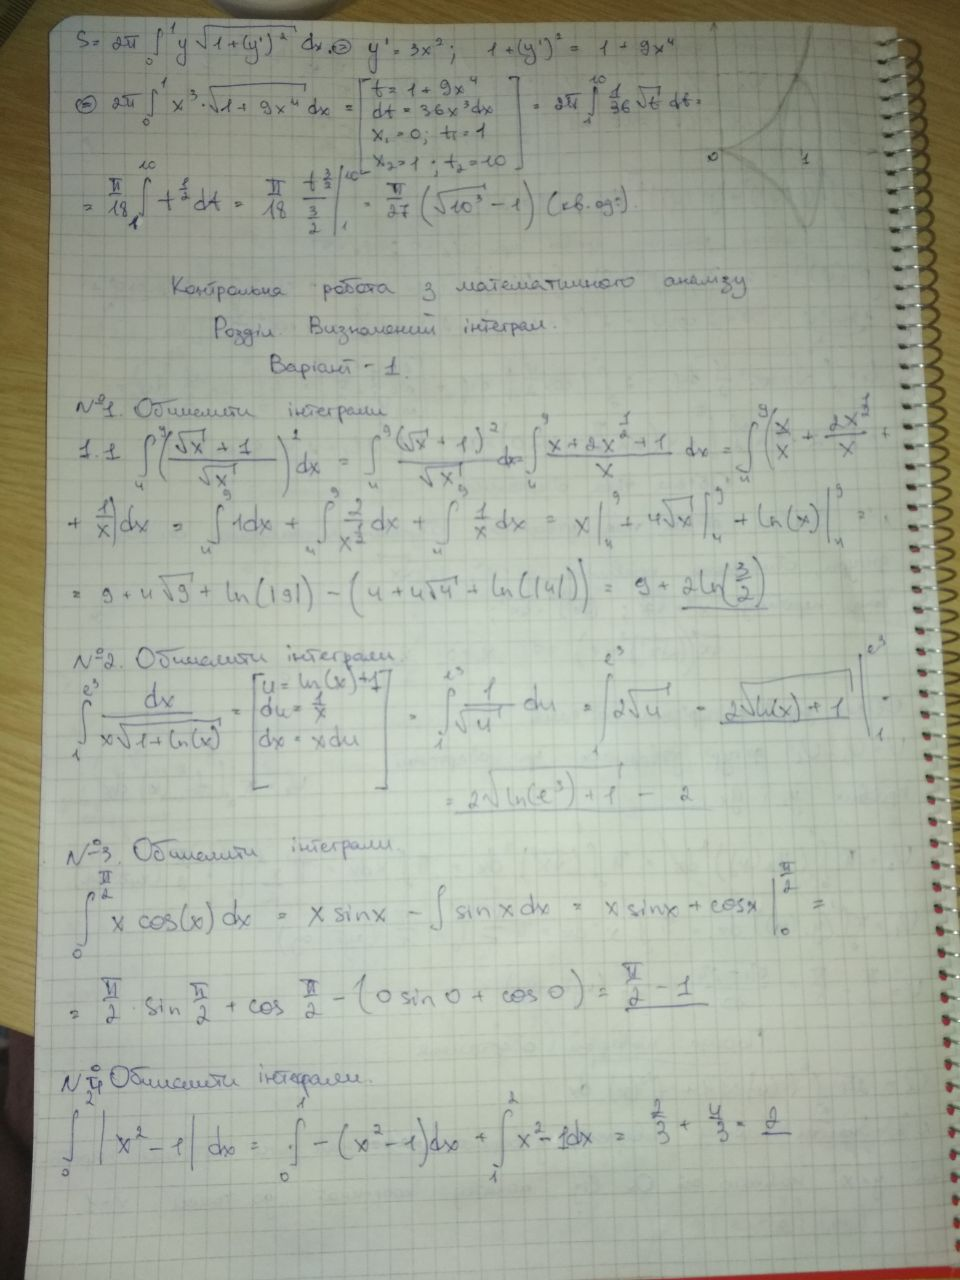 S = 2π ∫₀¹ y √(1+(y')²) dx ⊜ y' = 3x²; 1+(y')² = 1 + 9x⁴
⊜ 2π ∫₀¹ x³·√(1+9x⁴) dx = [t = 1+9x⁴ dt = 36x³dx x₁=0; t₁=1 x₂=1; t₂=10] = 2π ∫₁¹⁰ 1/36 √t dt =
= π/18 ∫₁¹⁰ t^(1/2) dt = π/18 t^(3/2)/(3/2) |₁¹⁰ = π/27 (√10³ - 1) (кв. од.).
0 1
Контрольна робота з математичного аналізу
Розділ. Визначений інтеграл.
Варіант - 1.
№1. Обчислити інтеграли
1.1 ∫₄⁹ ((√x + 1)/√x)² dx = ∫₄⁹ (√x + 1)²/√x dx = ∫₄⁹ (x + 2x^(1/2) + 1)/x dx = ∫₄⁹ (x/x + 2x^(1/2)/x +
+ 1/x) dx = ∫₄⁹ 1dx + ∫₄⁹ 2/x^(1/2) dx + ∫₄⁹ 1/x dx = x|₄⁹ + 4√x|₄⁹ + ln(x)|₄⁹ =
= 9 + 4√9 + ln(|9|) - (4 + 4√4 + ln(|4|)) = 9 + 2ln(3/2)
№2. Обчислити інтеграли.
∫₁^(e³) dx/(x√(1+ln(x))) = [u = ln(x)+1 du = 1/x dx = x du] = ∫₁^(e³) 1/√u du = ∫₁^(e³) 2√u = 2√(ln(x)+1) |₁^(e³) =
= 2√(ln(e³)+1) - 2
№3. Обчислити інтеграли.
∫₀^(π/2) x cos(x) dx = x sinx - ∫ sinx dx = x sinx + cosx |₀^(π/2) =
= π/2 · sin π/2 + cos π/2 - (0 sin 0 + cos 0) = π/2 - 1
№4 Обчислити інтеграли.
∫₀² |x² - 1| dx = ∫₀¹ -(x² - 1)dx + ∫₁² x² - 1dx = 2/3 + 4/3 = 2